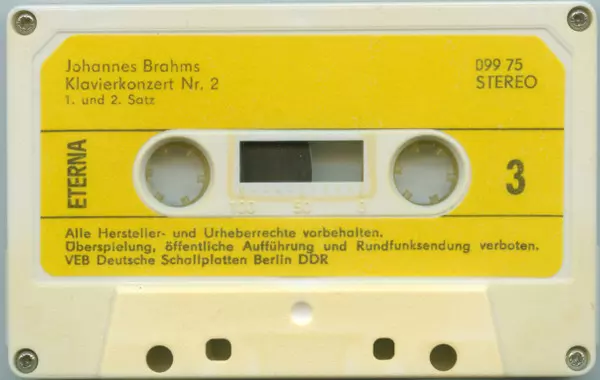 Johannes Brahms
Klavierkonzert Nr. 2
1. und 2. Satz
099 75
STEREO
ETERNA
3
100 50 0
Alle Hersteller- und Urheberrechte vorbehalten.
Überspielung, öffentliche Aufführung und Rundfunksendung verboten.
VEB Deutsche Schallplatten Berlin DDR